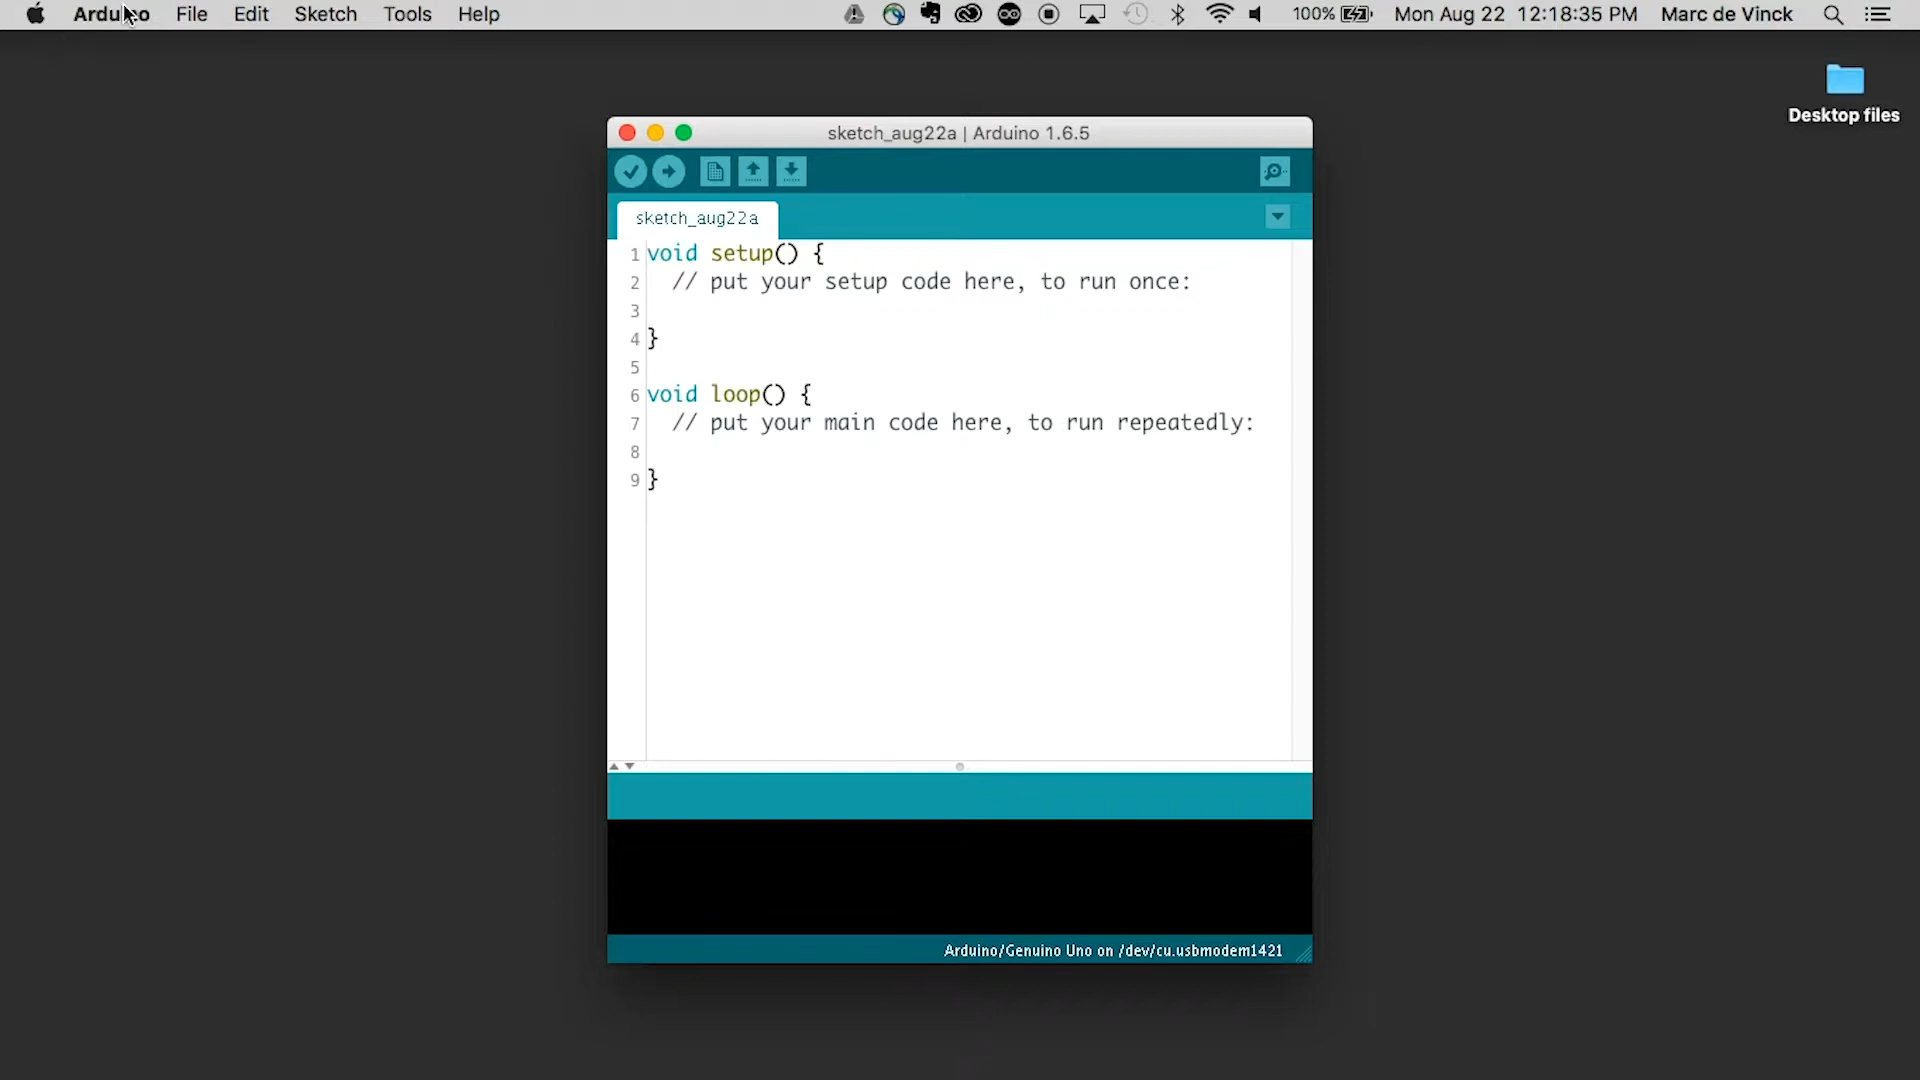 Arduino File Edit Sketch Tools Help 100% Mon Aug 22 12:18:35 PM Marc de Vinck
Desktop files
sketch_aug22a | Arduino 1.6.5
sketch_aug22a
1 void setup() {
2 // put your setup code here, to run once:
3
4 }
5
6 void loop() {
7 // put your main code here, to run repeatedly:
8
9 }
Arduino/Genuino Uno on /dev/cu.usbmodem1421